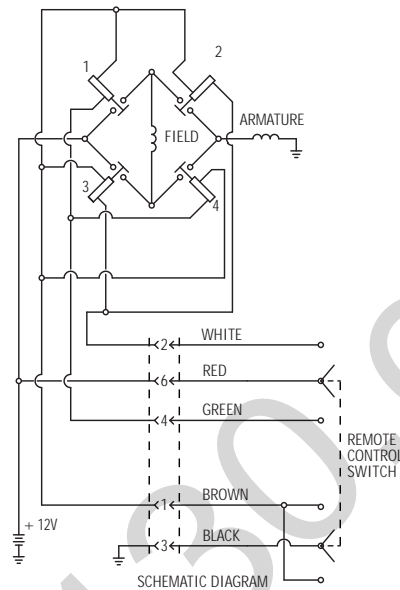 1
2
ARMATURE
FIELD
3
4
2 WHITE
6 RED
4 GREEN
REMOTE
CONTROL
SWITCH
1 BROWN
+ 12V
3 BLACK
SCHEMATIC DIAGRAM